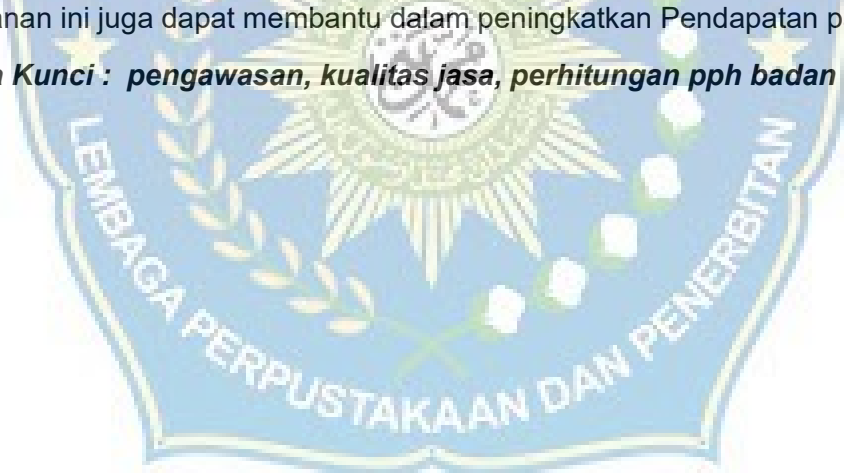 nan ini juga dapat membantu dalam peningkatkan Pendapatan p
Kunci : pengawasan, kualitas jasa, perhitungan pph badan
LEMBAGA PERPUSTAKAAN DAN PENERBITAN